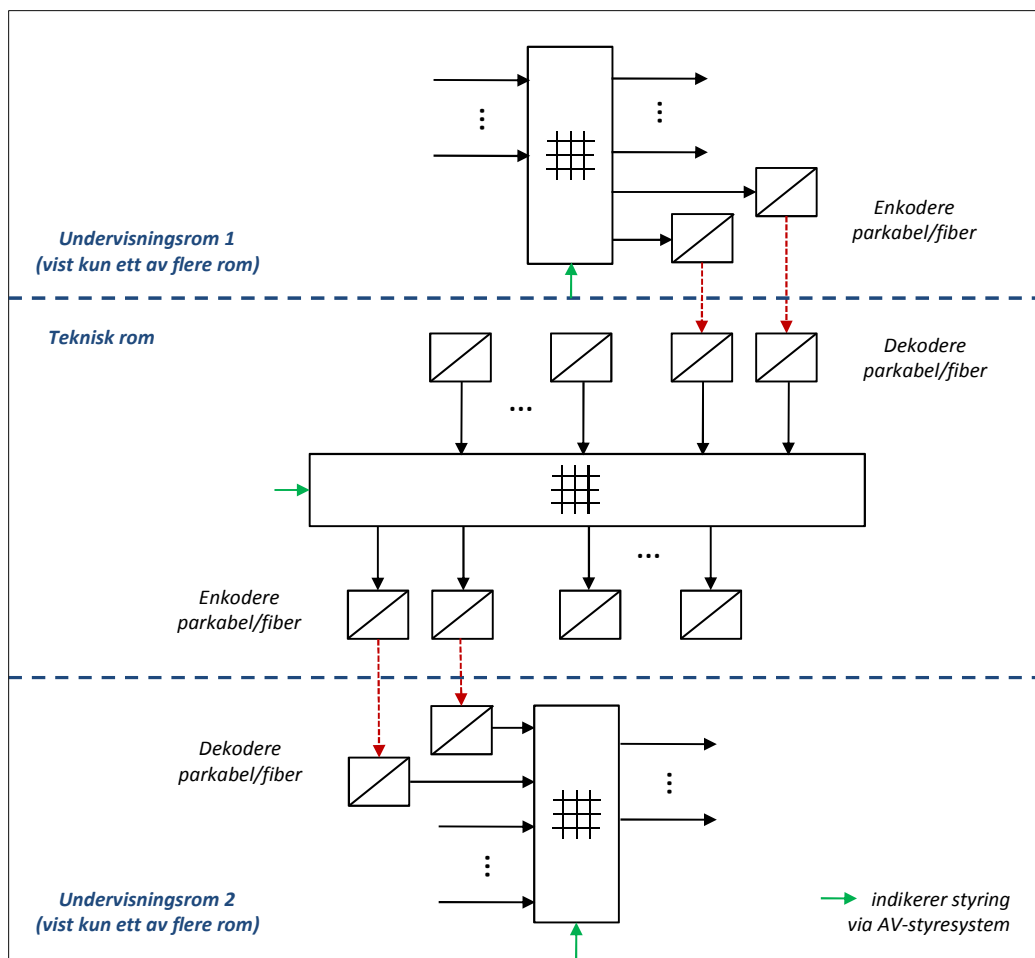 Enkodere
parkabel/fiber
Undervisningsrom 1
(vist kun ett av flere rom)
Teknisk rom
Dekodere
parkabel/fiber
...
...
Enkodere
parkabel/fiber
Dekodere
parkabel/fiber
Undervisningsrom 2
(vist kun ett av flere rom)
indikerer styring
via AV-styresystem